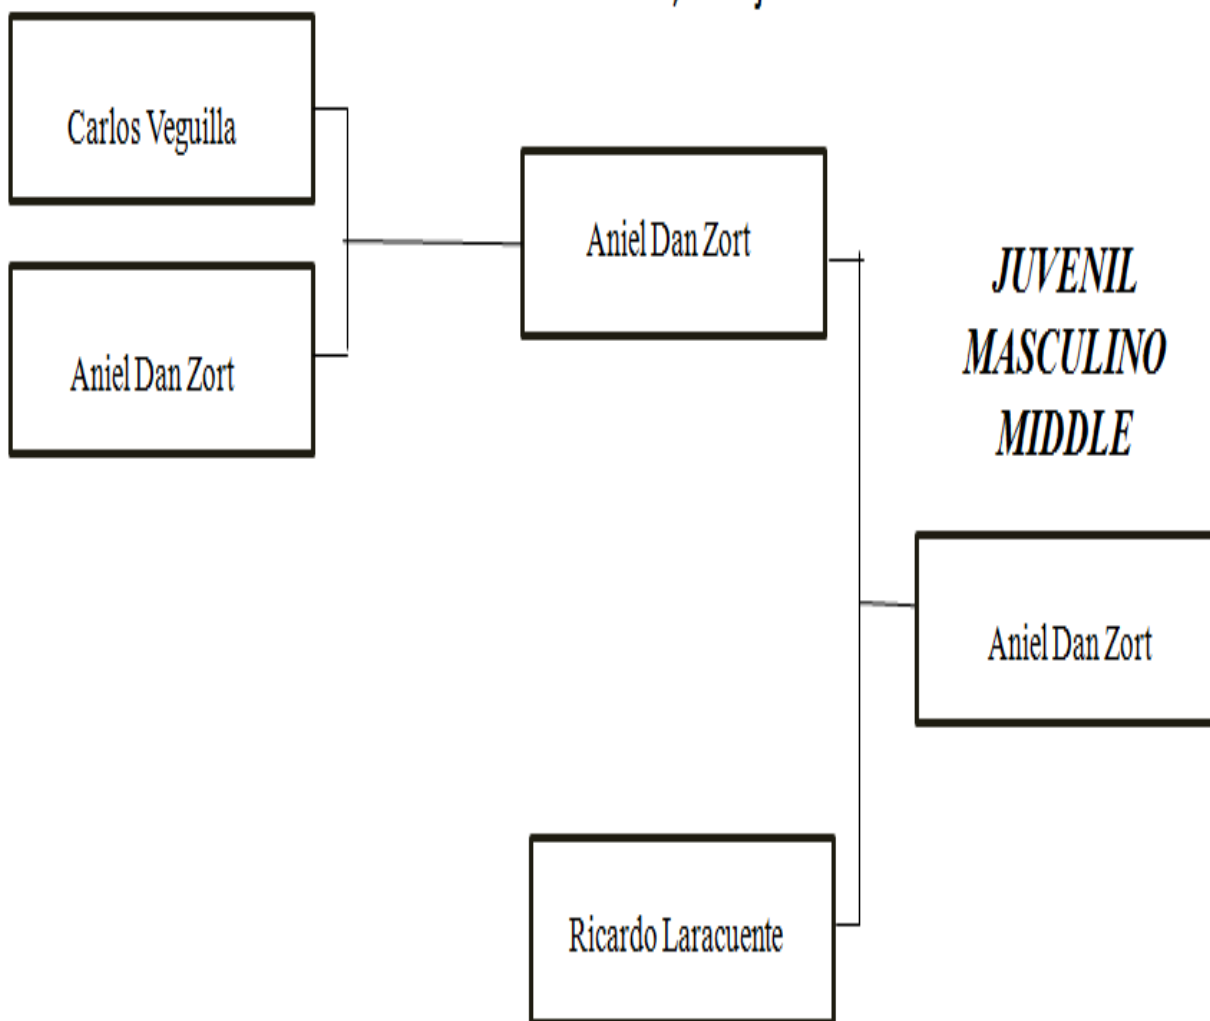 Carlos Veguilla
Aniel Dan Zort
Aniel Dan Zort
JUVENIL
MASCULINO
MIDDLE
Aniel Dan Zort
Ricardo Laracuente